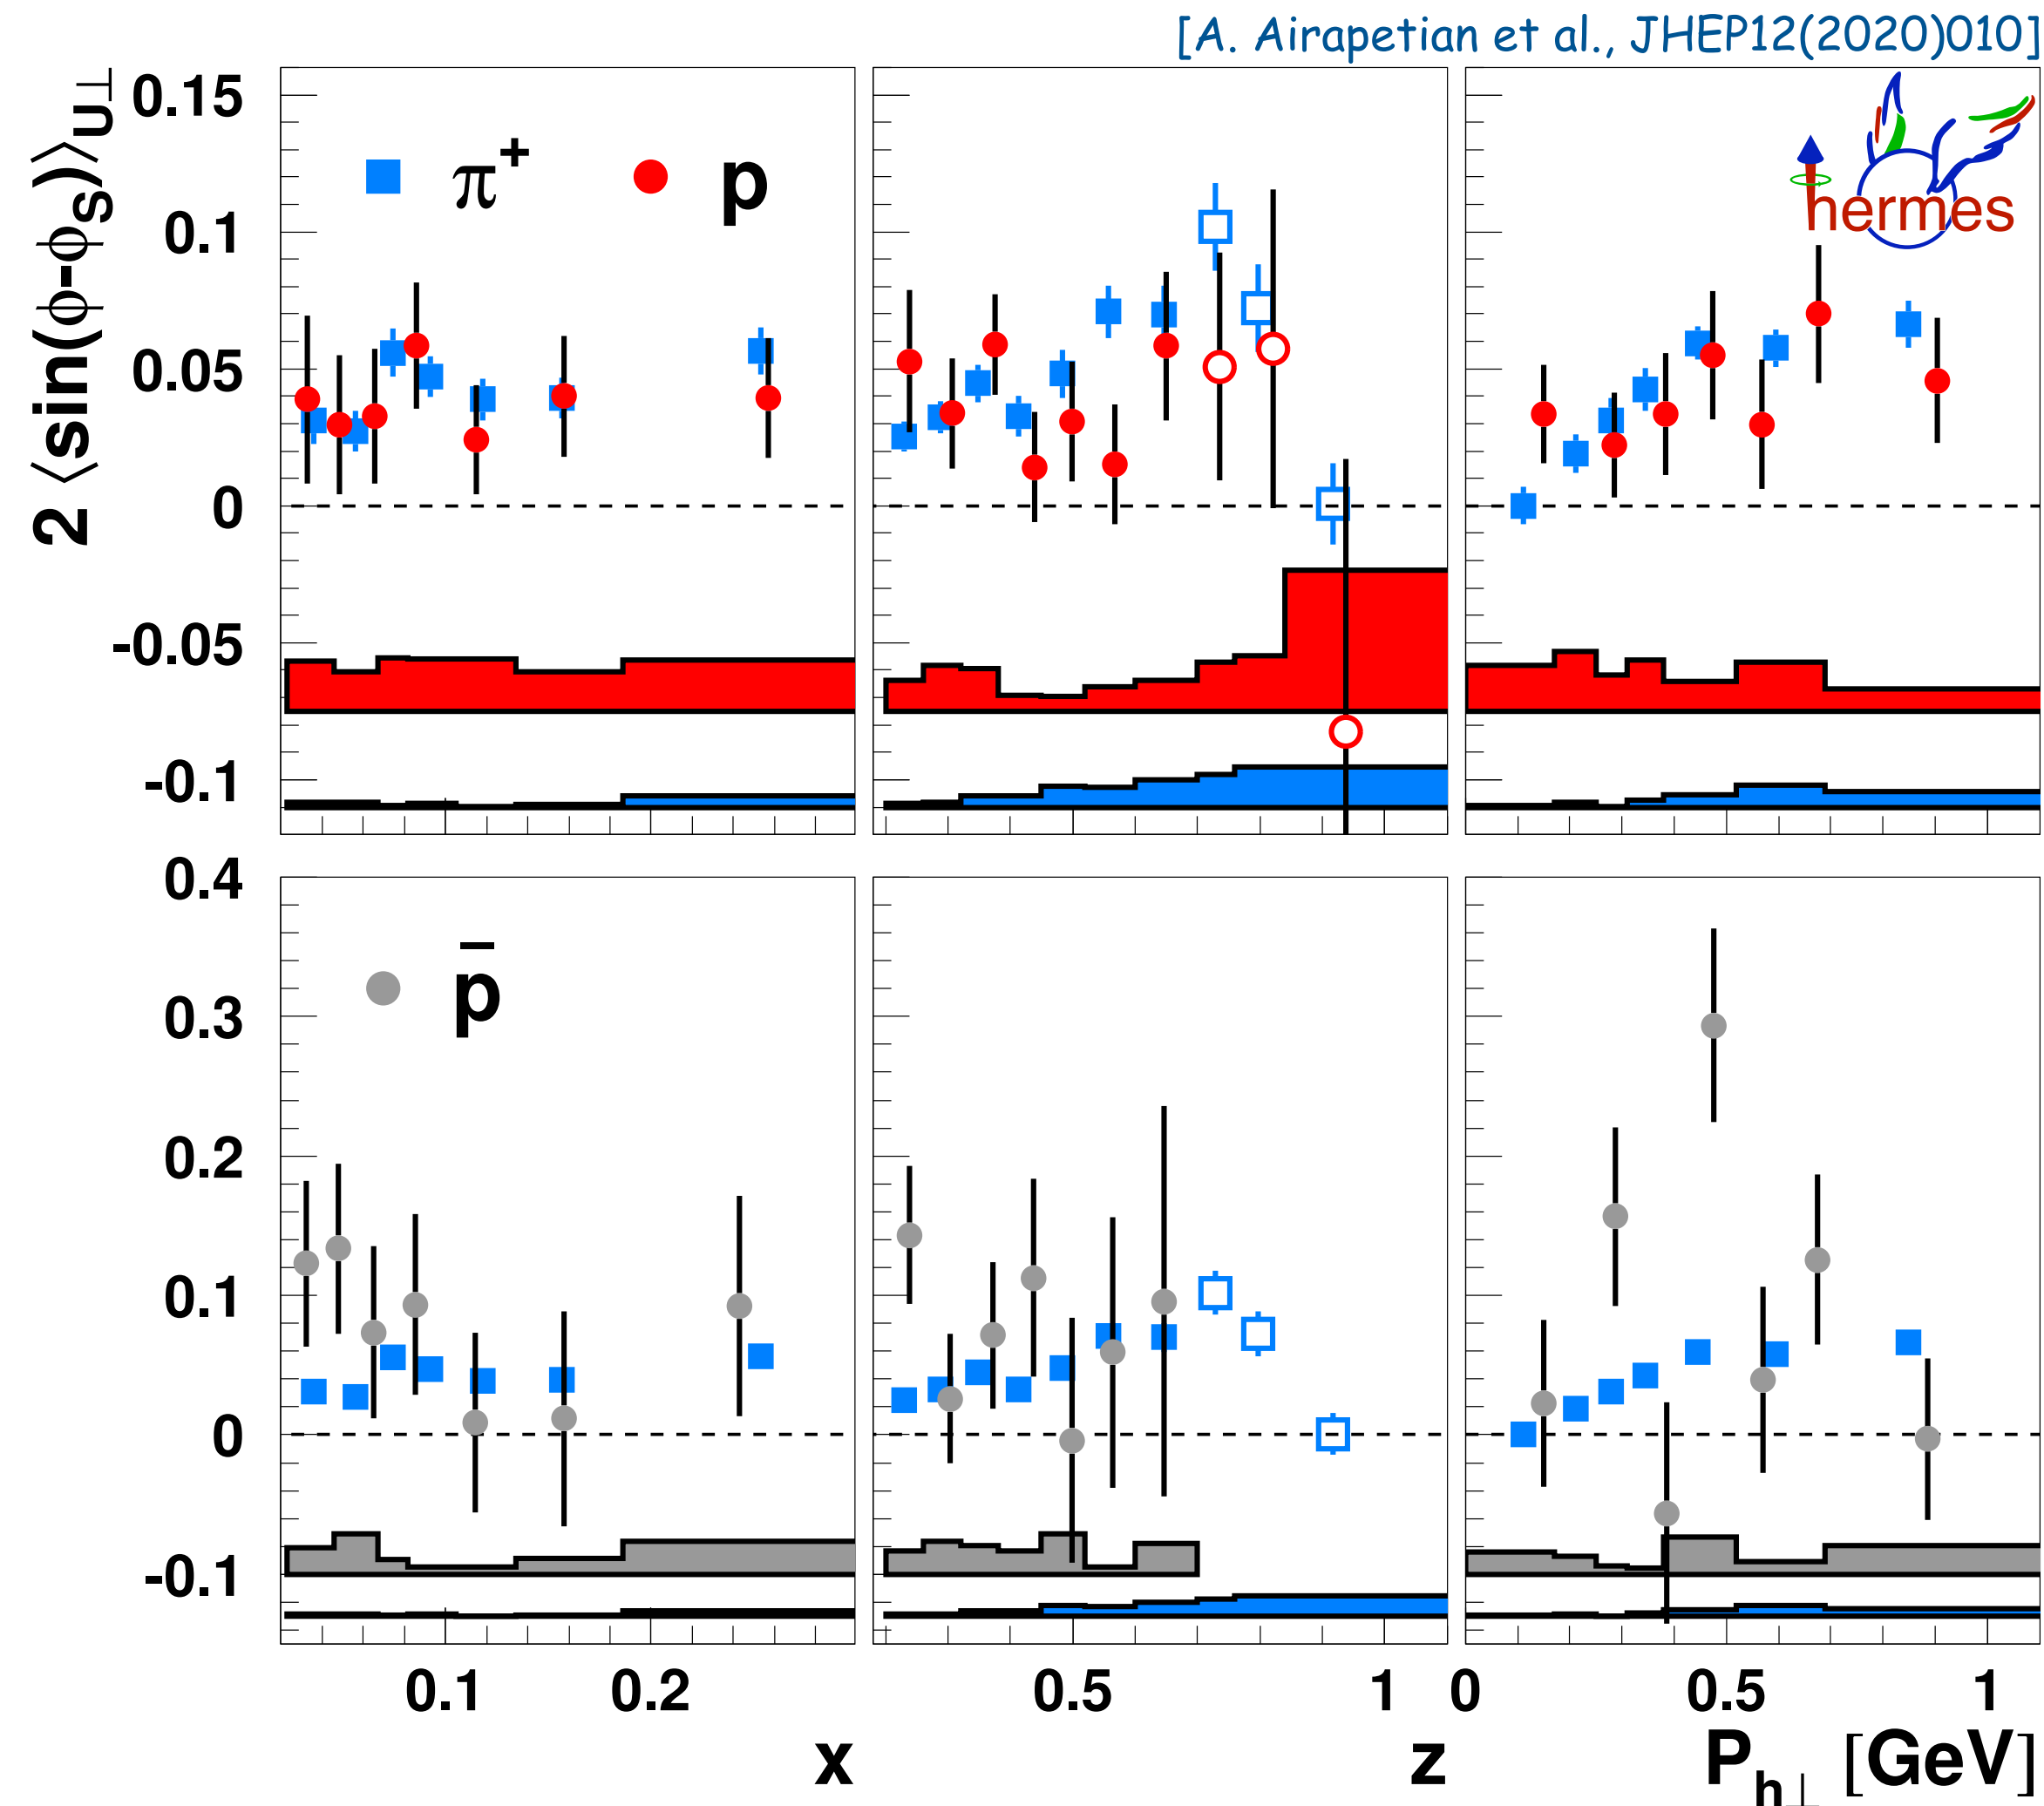 [A. Airapetian et al., JHEP12(2020)010]
2 ⟨sin(ϕ-ϕS)⟩U⊥
0.15
0.1
0.05
0
-0.05
-0.1
π+ p
hermes
0.4
0.3
0.2
0.1
0
-0.1
p̄
0.1 0.2 0.5 1 0 0.5 1
x z Ph⊥ [GeV]